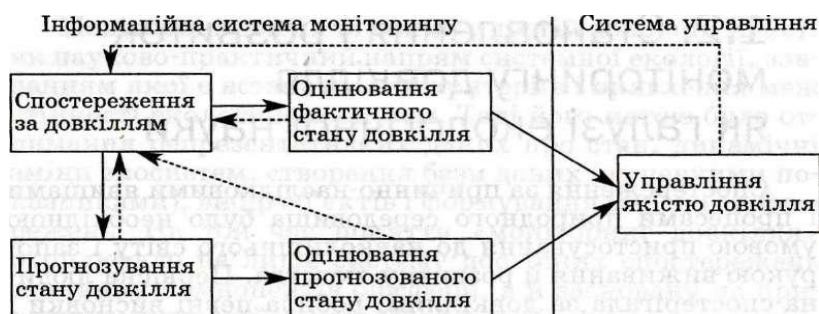 Інформаційна система моніторингу
Система управління
Спостереження
за довкіллям
Оцінювання
фактичного
стану довкілля
Управління
якістю довкілля
Прогнозування
стану довкілля
Оцінювання
прогнозованого
стану довкілля